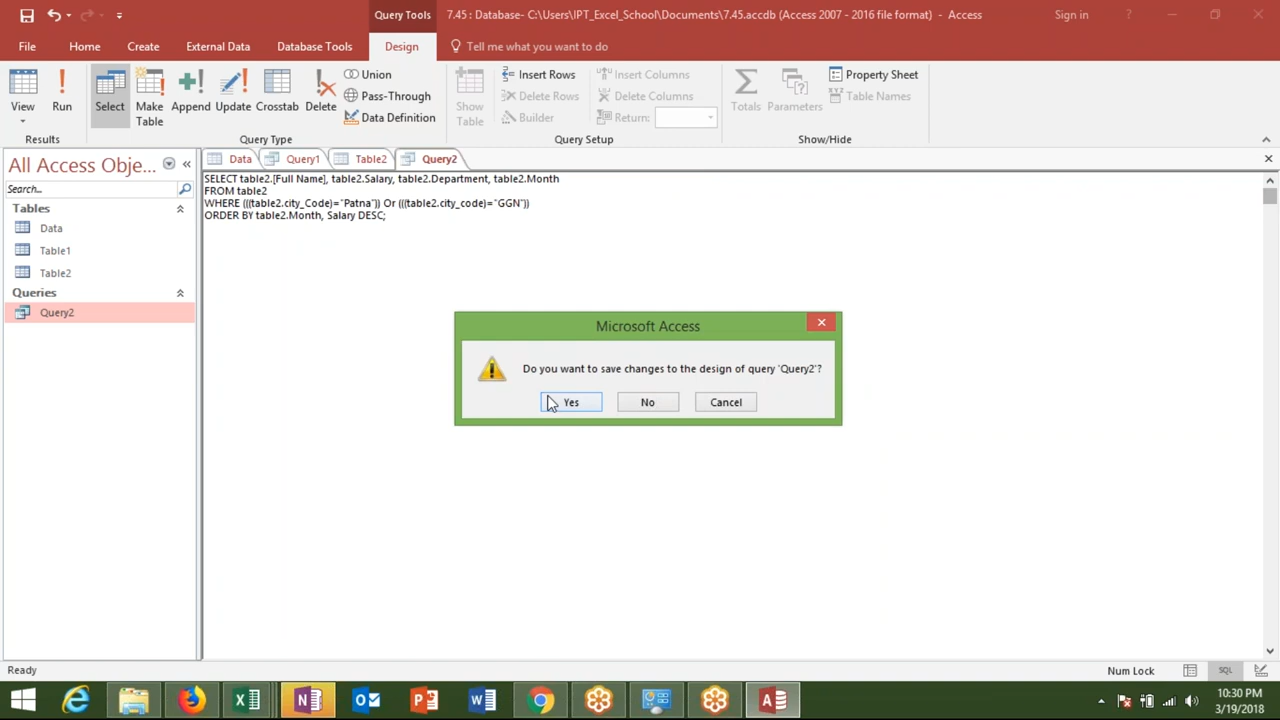 Query Tools
7.45 : Database- C:\Users\IPT_Excel_School\Documents\7.45.accdb (Access 2007 - 2016 file format) - Access
Sign in
?
File
Home
Create
External Data
Database Tools
Design
Tell me what you want to do
View
Run
Select
Make Table
Append
Update
Crosstab
Delete
Union
Pass-Through
Data Definition
Show Table
Insert Rows
Delete Rows
Builder
Insert Columns
Delete Columns
Return:
Totals
Parameters
Property Sheet
Table Names
Results
Query Type
Query Setup
Show/Hide
All Access Obje...
Search...
Tables
Data
Table1
Table2
Queries
Query2
Data
Query1
Table2
Query2
SELECT table2.[Full Name], table2.Salary, table2.Department, table2.Month
FROM table2
WHERE (((table2.city_Code)="Patna")) Or (((table2.city_code)="GGN"))
ORDER BY table2.Month, Salary DESC;
Microsoft Access
Do you want to save changes to the design of query 'Query2'?
Yes
No
Cancel
Ready
Num Lock
SQL
10:30 PM
3/19/2018